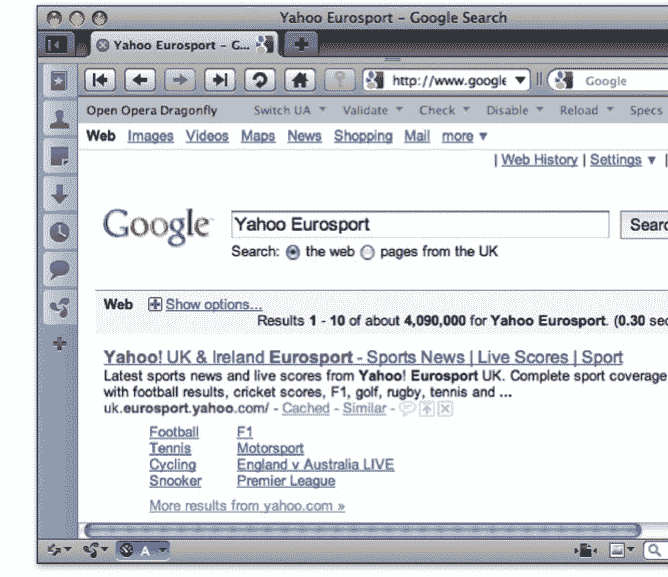 Yahoo Eurosport – Google Search
Yahoo Eurosport – G...
http://www.google
Google
Open Opera Dragonfly Switch UA Validate Check Disable Reload Specs
Web Images Videos Maps News Shopping Mail more ▼
| Web History | Settings ▼ |
Google Yahoo Eurosport Searc
Search: the web pages from the UK
Web Show options...
Results 1 - 10 of about 4,090,000 for Yahoo Eurosport. (0.30 sec
Yahoo! UK & Ireland Eurosport - Sports News | Live Scores | Sport
Latest sports news and live scores from Yahoo! Eurosport UK. Complete sport coverage
with football results, cricket scores, F1, golf, rugby, tennis and ...
uk.eurosport.yahoo.com/ - Cached - Similar -
Football F1
Tennis Motorsport
Cycling England v Australia LIVE
Snooker Premier League
More results from yahoo.com »
A